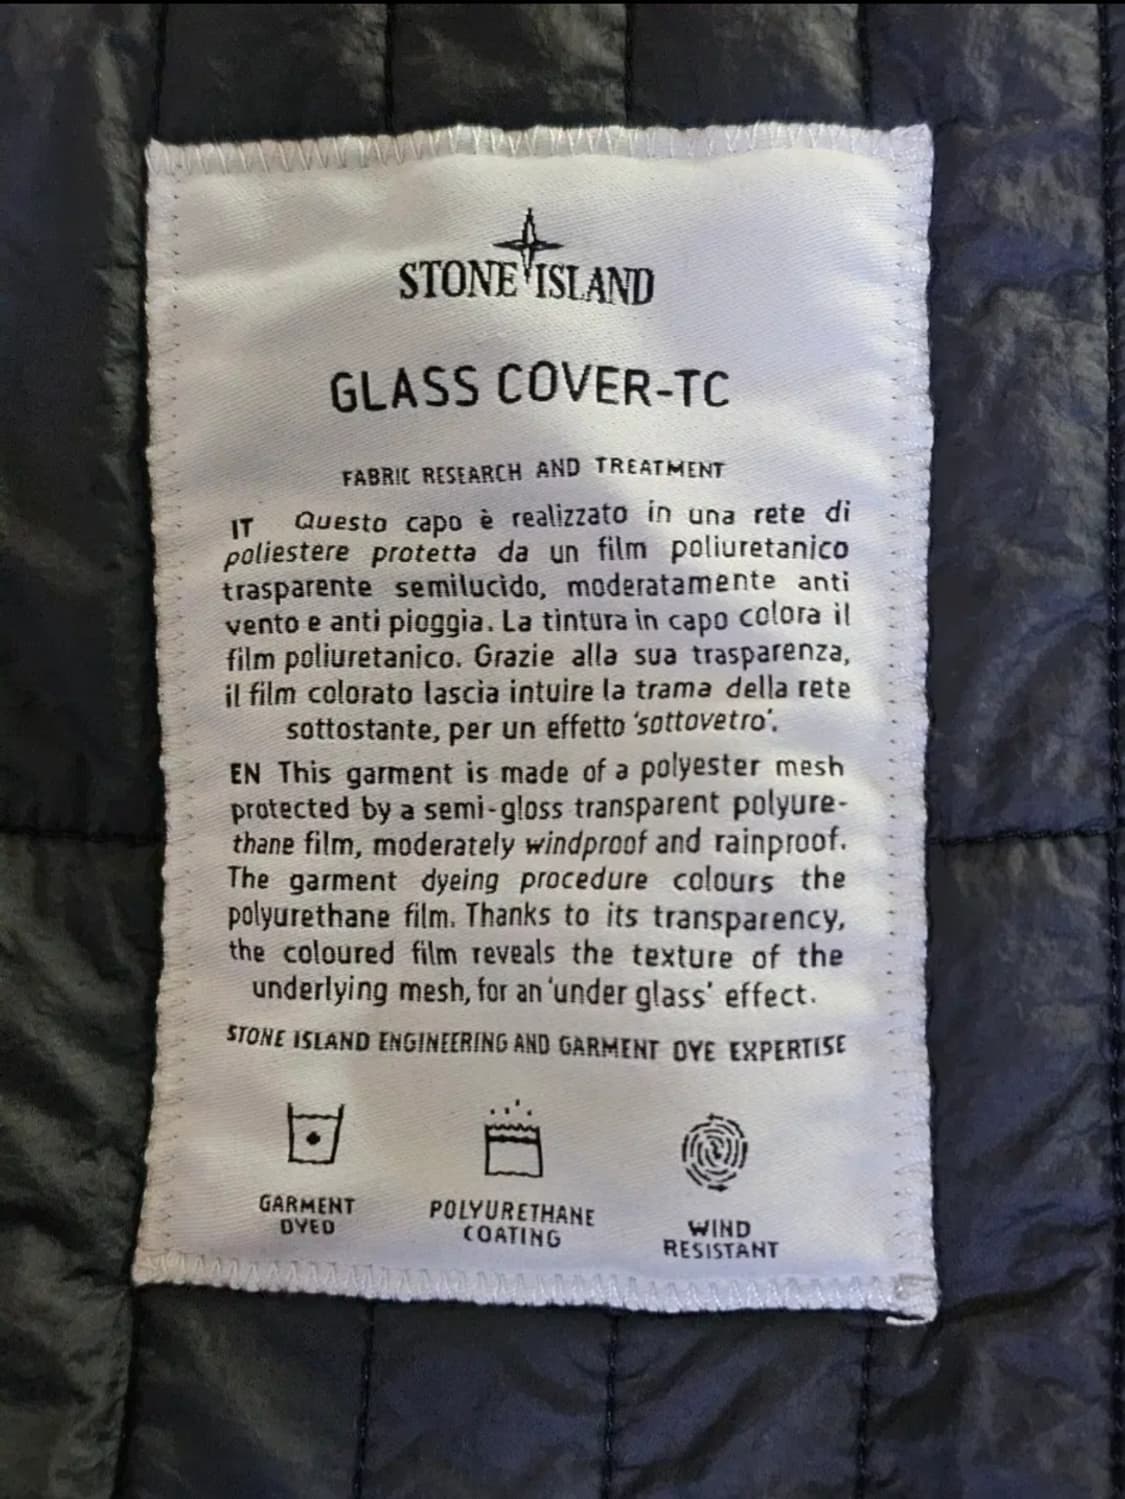 STONE ISLAND
GLASS COVER-TC
FABRIC RESEARCH AND TREATMENT
IT Questo capo è realizzato in una rete di
poliestere protetta da un film poliuretanico
trasparente semilucido, moderatamente anti
vento e anti pioggia. La tintura in capo colora il
film poliuretanico. Grazie alla sua trasparenza,
il film colorato lascia intuire la trama della rete
sottostante, per un effetto 'sottovetro'.
EN This garment is made of a polyester mesh
protected by a semi-gloss transparent polyure-
thane film, moderately windproof and rainproof.
The garment dyeing procedure colours the
polyurethane film. Thanks to its transparency,
the coloured film reveals the texture of the
underlying mesh, for an 'under glass' effect.
STONE ISLAND ENGINEERING AND GARMENT DYE EXPERTISE
GARMENT
DYED
POLYURETHANE
COATING
WIND
RESISTANT